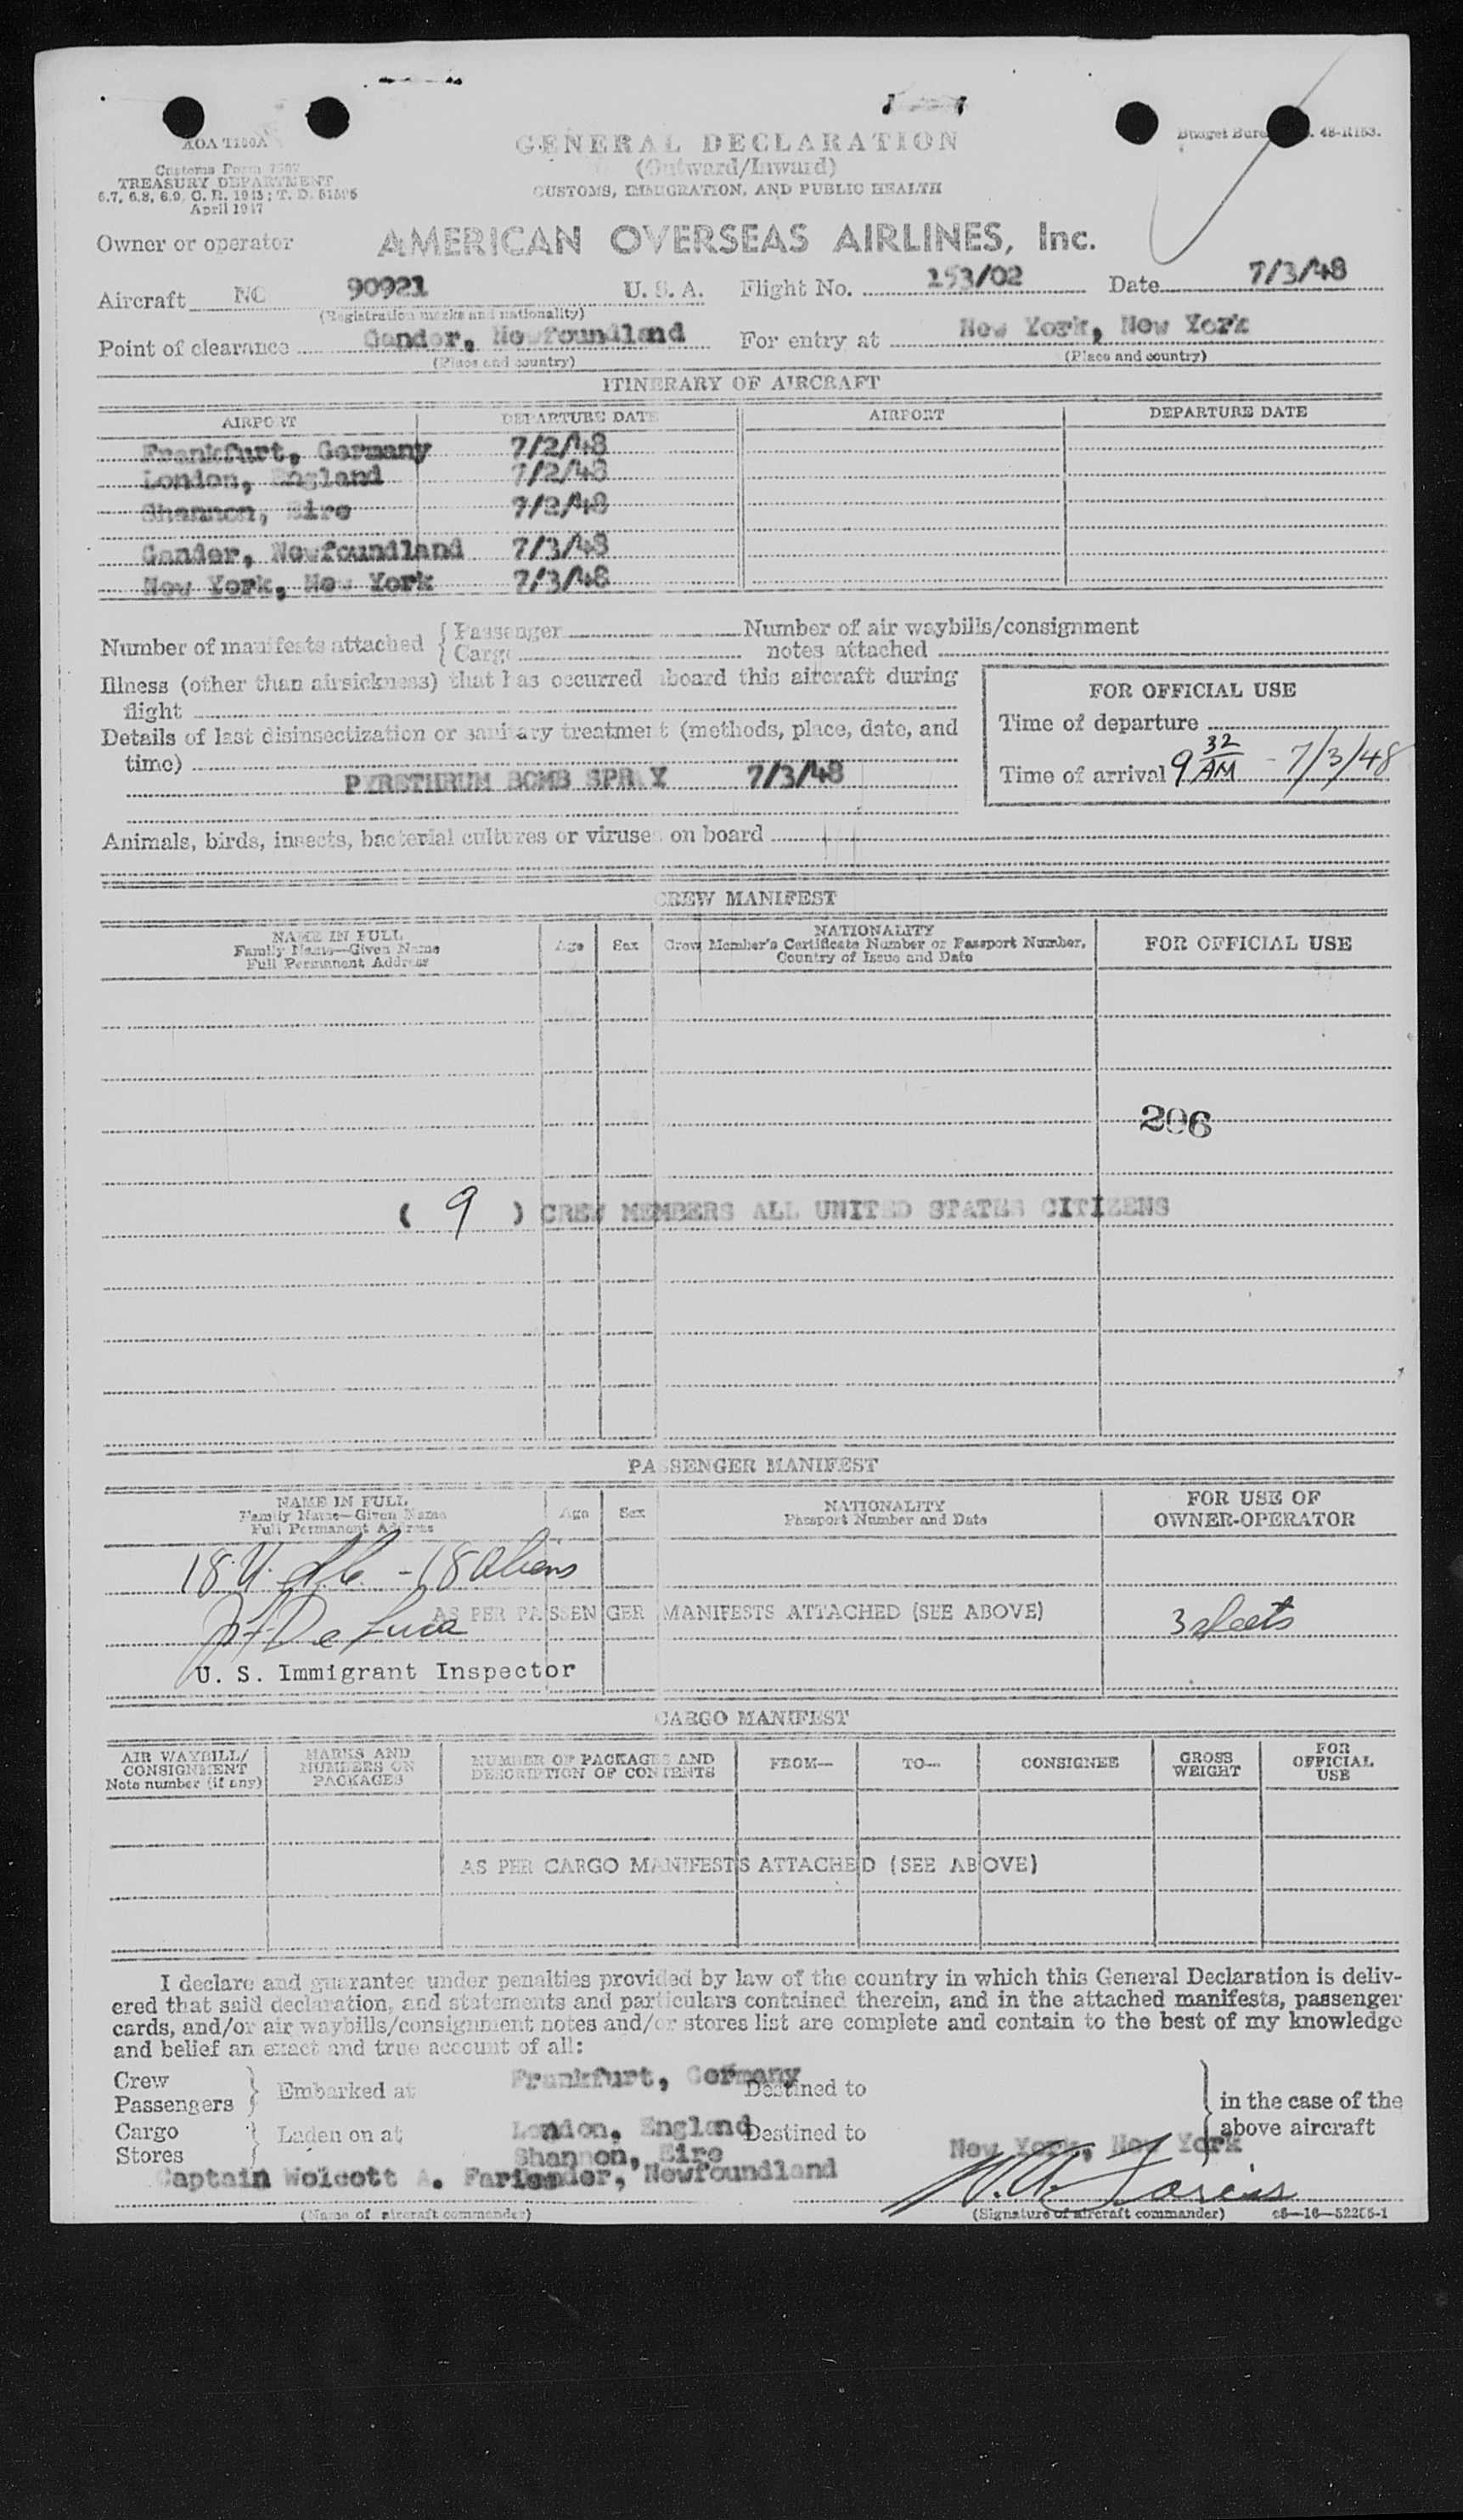 AOA T100A
Customs Form 7507
TREASURY DEPARTMENT
April 1947
GENERAL DECLARATION
(Outward/Inward)
CUSTOMS, IMMIGRATION, AND PUBLIC HEALTH
48-R153.
Owner or operator AMERICAN OVERSEAS AIRLINES, Inc.
Aircraft NC 90921 U. S. A. Flight No. 153/02 Date 7/3/48
(Registration marks and nationality)
Point of clearance Gander, Newfoundland For entry at New York, New York
(Place and country) (Place and country)
ITINERARY OF AIRCRAFT
AIRPORT DEPARTURE DATE AIRPORT DEPARTURE DATE
Frankfurt, Germany 7/2/48
London, England 7/2/48
Shannon, Eire 7/2/48
Gander, Newfoundland 7/3/48
New York, New York 7/3/48
Number of manifests attached { Passenger Number of air waybills/consignment
{ Cargo notes attached
Illness (other than airsickness) that has occurred aboard this aircraft during
flight
Details of last disinsectization or sanitary treatment (methods, place, date, and
time)
PYRETHRUM BOMB SPRAY 7/3/48
FOR OFFICIAL USE
Time of departure
Time of arrival 9 32 AM - 7/3/48
Animals, birds, insects, bacterial cultures or viruses on board
CREW MANIFEST
NAME IN FULL
Family Name—Given Name
Full Permanent Address
Age Sex
NATIONALITY
Crew Member's Certificate Number or Passport Number,
Country of Issue and Date
FOR OFFICIAL USE
206
( 9 ) CREW MEMBERS ALL UNITED STATES CITIZENS
PASSENGER MANIFEST
NAME IN FULL
Family Name—Given Name
Full Permanent Address
Age Sex
NATIONALITY
Passport Number and Date
FOR USE OF
OWNER-OPERATOR
18 U.S.C. - 18 Aliens
AS PER PASSENGER MANIFESTS ATTACHED (SEE ABOVE) 3 sheets
De Luca
U. S. Immigrant Inspector
CARGO MANIFEST
AIR WAYBILL/
CONSIGNMENT
Note number (if any)
MARKS AND
NUMBERS ON
PACKAGES
NUMBER OF PACKAGES AND
DESCRIPTION OF CONTENTS
FROM— TO— CONSIGNEE
GROSS
WEIGHT
FOR
OFFICIAL
USE
AS PER CARGO MANIFESTS ATTACHED (SEE ABOVE)
I declare and guarantee under penalties provided by law of the country in which this General Declaration is deliv-
ered that said declaration, and statements and particulars contained therein, and in the attached manifests, passenger
cards, and/or air waybills/consignment notes and/or stores list are complete and contain to the best of my knowledge
and belief an exact and true account of all:
Crew
Passengers } Embarked at Frankfurt, Germany Destined to
Cargo
Stores } Laden on at London, England Destined to
Shannon, Eire New York, New York
} in the case of the
above aircraft
Captain Wolcott A. Faries Gander, Newfoundland
W. A. Faries
(Name of aircraft commander) (Signature of aircraft commander)